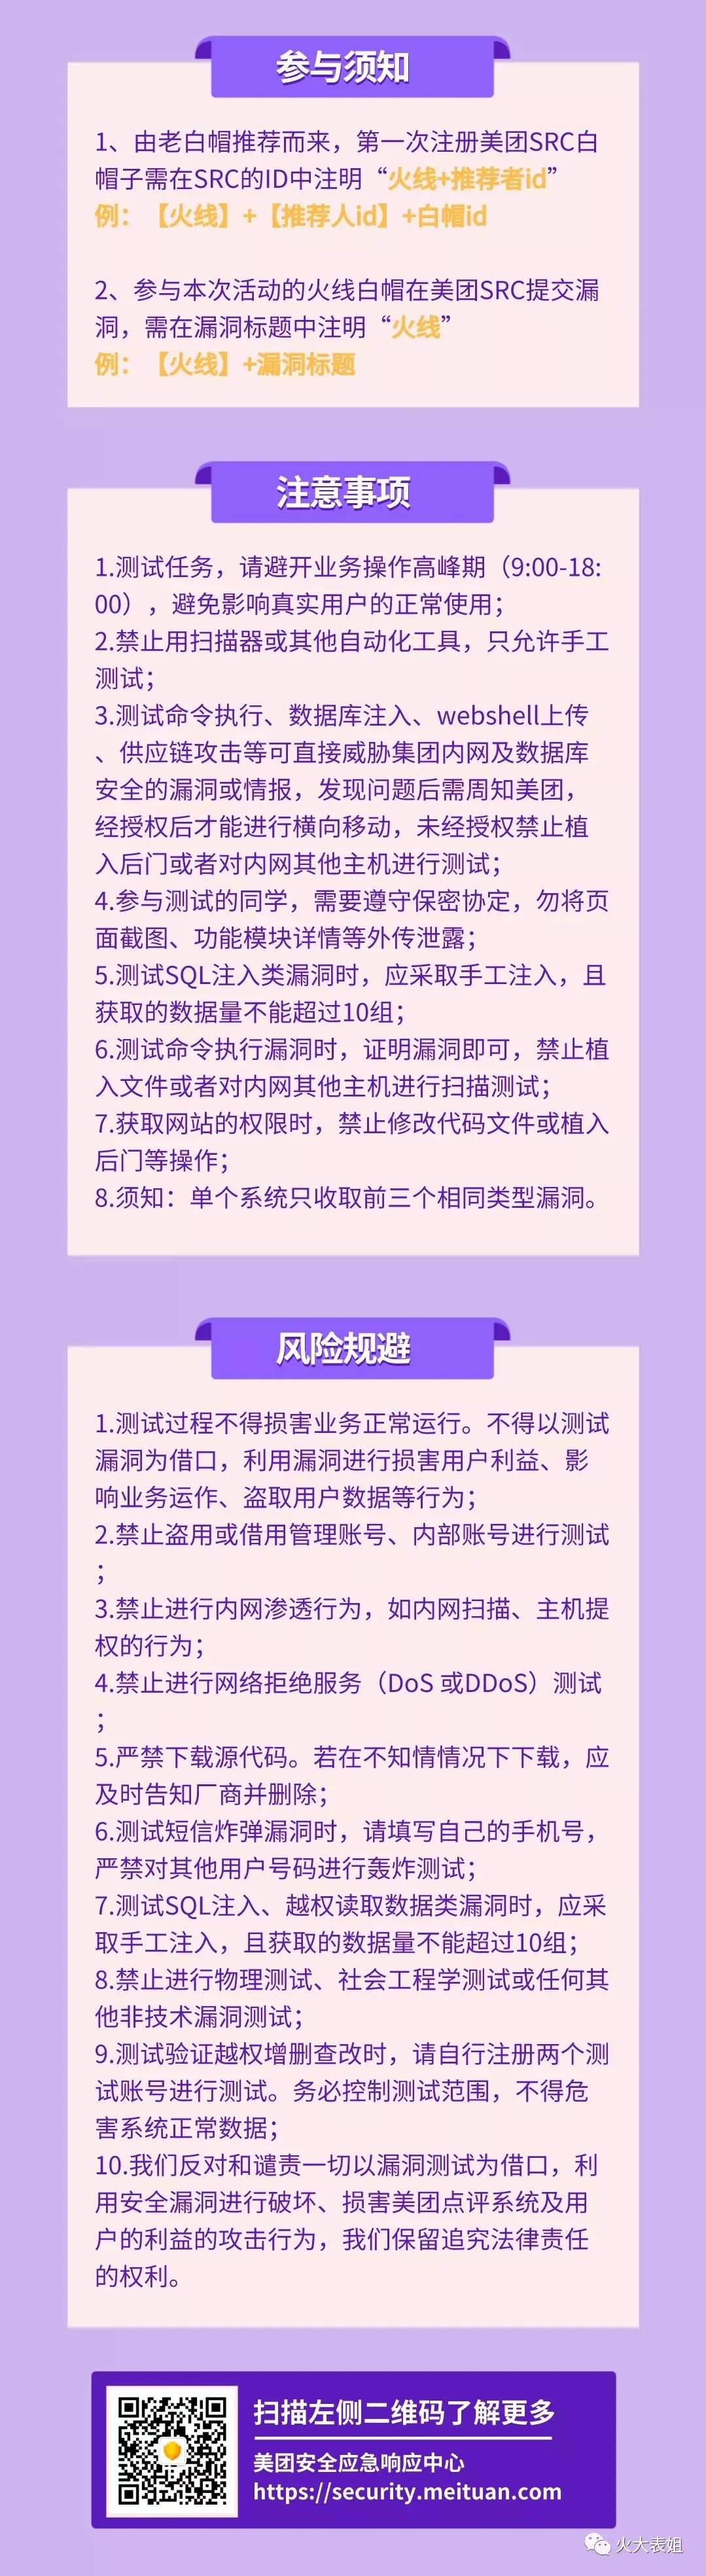 参与须知
1、由老白帽推荐而来，第一次注册美团SRC白
帽子需在SRC的ID中注明“火线+推荐者id”
例：【火线】+【推荐人id】+白帽id
2、参与本次活动的火线白帽在美团SRC提交漏
洞，需在漏洞标题中注明“火线”
例：【火线】+漏洞标题
注意事项
1.测试任务，请避开业务操作高峰期（9:00-18:
00），避免影响真实用户的正常使用；
2.禁止用扫描器或其他自动化工具，只允许手工
测试；
3.测试命令执行、数据库注入、webshell上传
、供应链攻击等可直接威胁集团内网及数据库
安全的漏洞或情报，发现问题后需周知美团，
经授权后才能进行横向移动，未经授权禁止植
入后门或者对内网其他主机进行测试；
4.参与测试的同学，需要遵守保密协定，勿将页
面截图、功能模块详情等外传泄露；
5.测试SQL注入类漏洞时，应采取手工注入，且
获取的数据量不能超过10组；
6.测试命令执行漏洞时，证明漏洞即可，禁止植
入文件或者对内网其他主机进行扫描测试；
7.获取网站的权限时，禁止修改代码文件或植入
后门等操作；
8.须知：单个系统只收取前三个相同类型漏洞。
风险规避
1.测试过程不得损害业务正常运行。不得以测试
漏洞为借口，利用漏洞进行损害用户利益、影
响业务运作、盗取用户数据等行为；
2.禁止盗用或借用管理账号、内部账号进行测试
；
3.禁止进行内网渗透行为，如内网扫描、主机提
权的行为；
4.禁止进行网络拒绝服务（DoS 或DDoS）测试
；
5.严禁下载源代码。若在不知情情况下下载，应
及时告知厂商并删除；
6.测试短信炸弹漏洞时，请填写自己的手机号，
严禁对其他用户号码进行轰炸测试；
7.测试SQL注入、越权读取数据类漏洞时，应采
取手工注入，且获取的数据量不能超过10组；
8.禁止进行物理测试、社会工程学测试或任何其
他非技术漏洞测试；
9.测试验证越权增删查改时，请自行注册两个测
试账号进行测试。务必控制测试范围，不得危
害系统正常数据；
10.我们反对和谴责一切以漏洞测试为借口，利
用安全漏洞进行破坏、损害美团点评系统及用
户的利益的攻击行为，我们保留追究法律责任
的权利。
扫描左侧二维码了解更多
美团安全应急响应中心
https://security.meituan.com
火大表姐